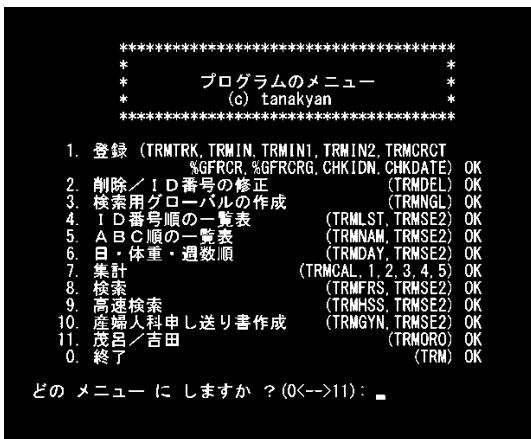 **************************************
*                                    *
*        プログラムのメニュー        *
*            (c) tanakyan            *
**************************************
1. 登録 (TRMTRK, TRMIN, TRMIN1, TRMIN2, TRMCRCT
%GFRCR, %GFRCRG, CHKIDN, CHKDATE) OK
2. 削除／ＩＤ番号の修正 (TRMDEL) OK
3. 検索用グローバルの作成 (TRMNGL) OK
4. ＩＤ番号順の一覧表 (TRMLST, TRMSE2) OK
5. ＡＢＣ順の一覧表 (TRMNAM, TRMSE2) OK
6. 日・体重・週数順 (TRMDAY, TRMSE2) OK
7. 集計 (TRMCAL, 1, 2, 3, 4, 5) OK
8. 検索 (TRMFRS, TRMSE2) OK
9. 高速検索 (TRMHSS, TRMSE2) OK
10. 産婦人科申し送り書作成 (TRMGYN, TRMSE2) OK
11. 茂呂／吉田 (TRMORO) OK
0. 終了 (TRM) OK
どの メニュー に しますか ？(0<-->11): _